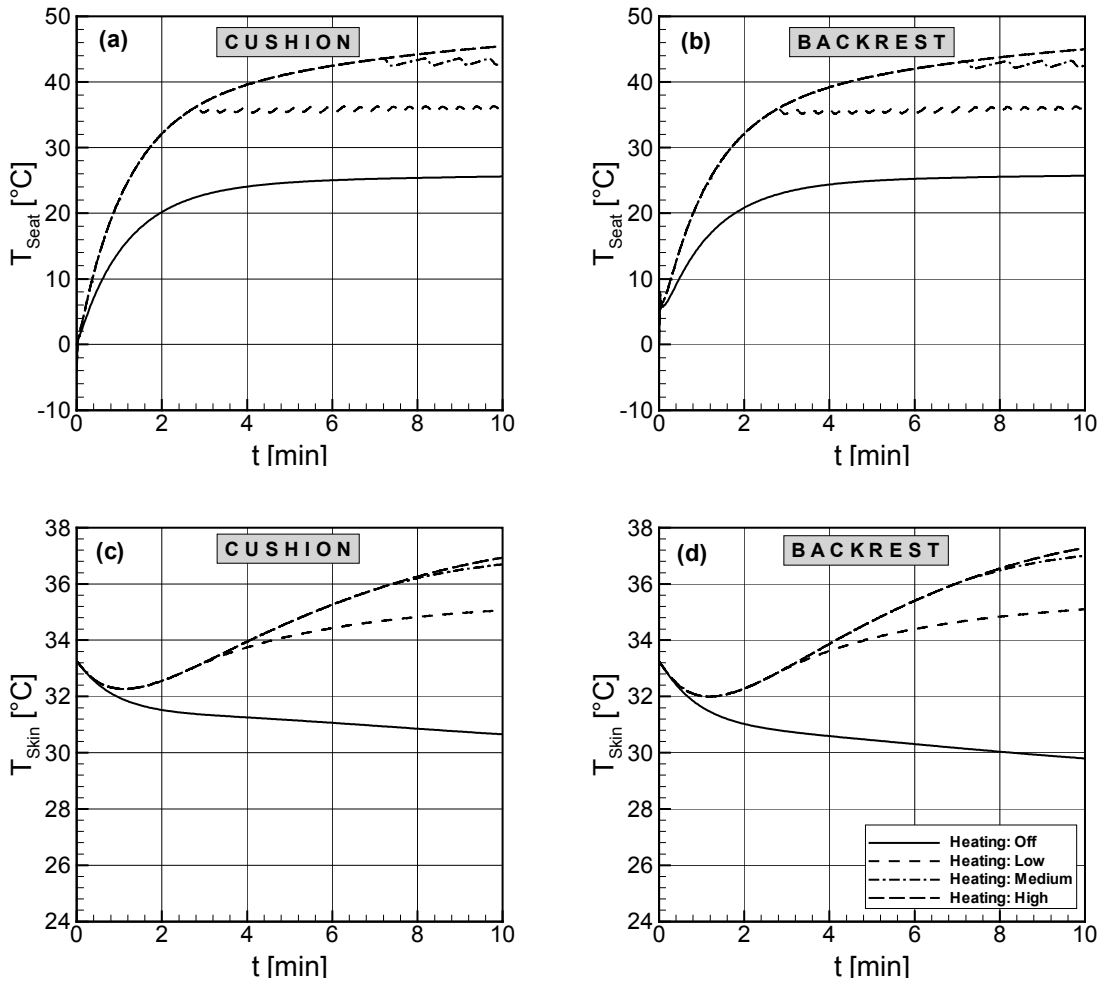 (a)
CUSHION
50
40
30
20
10
0
-10
T_Seat [°C]
0 2 4 6 8 10
t [min]
(b)
BACKREST
50
40
30
20
10
0
-10
T_Seat [°C]
0 2 4 6 8 10
t [min]
(c)
CUSHION
38
36
34
32
30
28
26
24
T_Skin [°C]
0 2 4 6 8 10
t [min]
(d)
BACKREST
38
36
34
32
30
28
26
24
T_Skin [°C]
Heating: Off
Heating: Low
Heating: Medium
Heating: High
0 2 4 6 8 10
t [min]